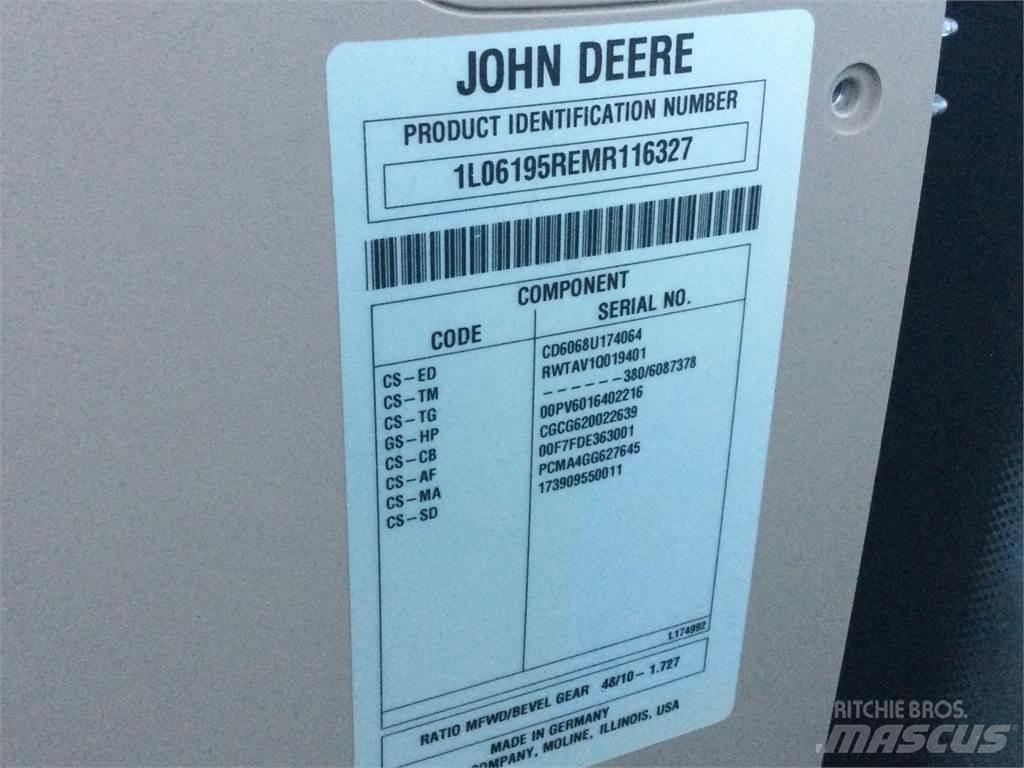 JOHN DEERE
PRODUCT IDENTIFICATION NUMBER
1L06195REMR116327
COMPONENT
CODE SERIAL NO.
CS-ED CD6068U174064
CS-TM RWTAV1Q019401
CS-TG ------380/6087378
GS-HP 00PV6016402216
CS-CB CGCG620022639
CS-AF 00F7FDE363001
CS-MA PCMA4GG627645
CS-SD 173909550011
L174992
RATIO MFWD/BEVEL GEAR 48/10-1.727
MADE IN GERMANY
COMPANY, MOLINE, ILLINOIS, USA
RITCHIE BROS.
MASCUS